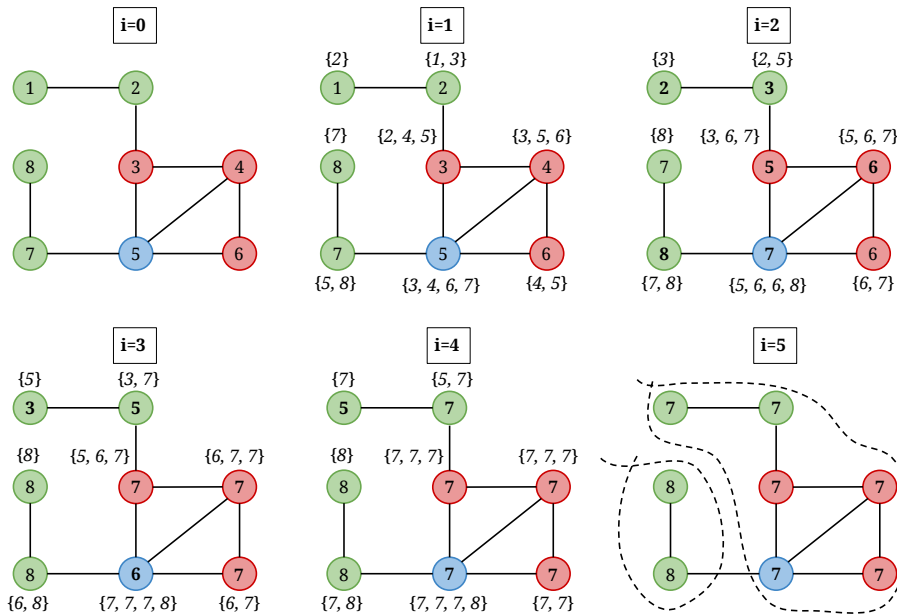 i=0
i=1
i=2
{2} {1, 3}
{3} {2, 5}
1 2
1 2
2 3
{7} {2, 4, 5} {3, 5, 6}
{8} {3, 6, 7} {5, 6, 7}
8 3 4
8 3 4
7 5 6
7 5 6
7 5 6
8 7 6
{5, 8} {3, 4, 6, 7} {4, 5}
{7, 8} {5, 6, 6, 8} {6, 7}
i=3
i=4
i=5
{5} {3, 7}
{7} {5, 7}
3 5
5 7
7 7
{8} {5, 6, 7} {6, 7, 7}
{8} {7, 7, 7} {7, 7, 7}
8 7 7
8 7 7
8 7 7
8 6 7
8 7 7
8 7 7
{6, 8} {7, 7, 7, 8} {6, 7}
{7, 8} {7, 7, 7, 8} {7, 7}